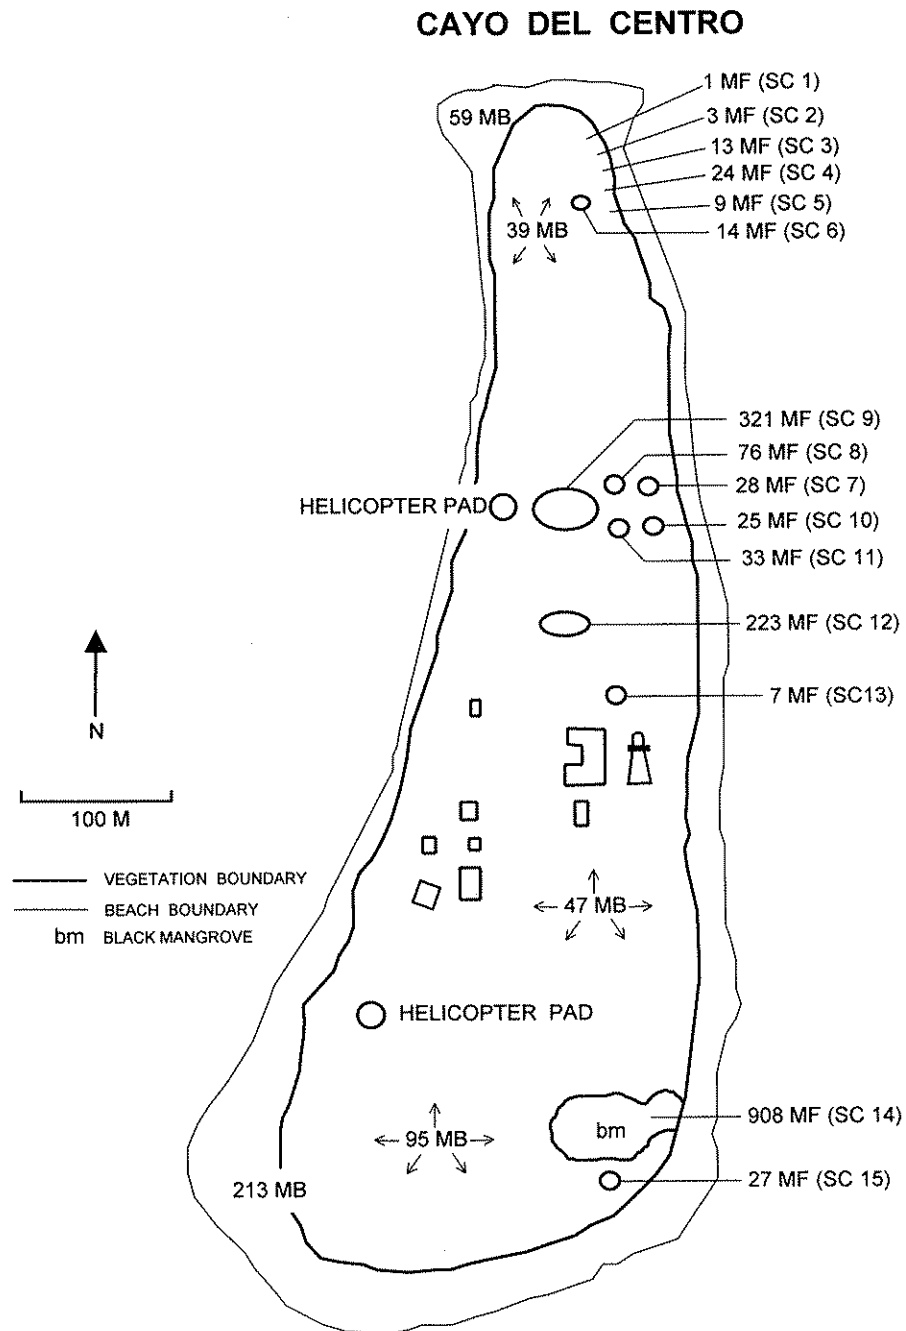 CAYO DEL CENTRO
1 MF (SC 1)
59 MB
3 MF (SC 2)
13 MF (SC 3)
24 MF (SC 4)
9 MF (SC 5)
39 MB
14 MF (SC 6)
321 MF (SC 9)
76 MF (SC 8)
28 MF (SC 7)
HELICOPTER PAD
25 MF (SC 10)
33 MF (SC 11)
223 MF (SC 12)
7 MF (SC13)
N
100 M
VEGETATION BOUNDARY
BEACH BOUNDARY
bm BLACK MANGROVE
47 MB
HELICOPTER PAD
908 MF (SC 14)
bm
95 MB
27 MF (SC 15)
213 MB